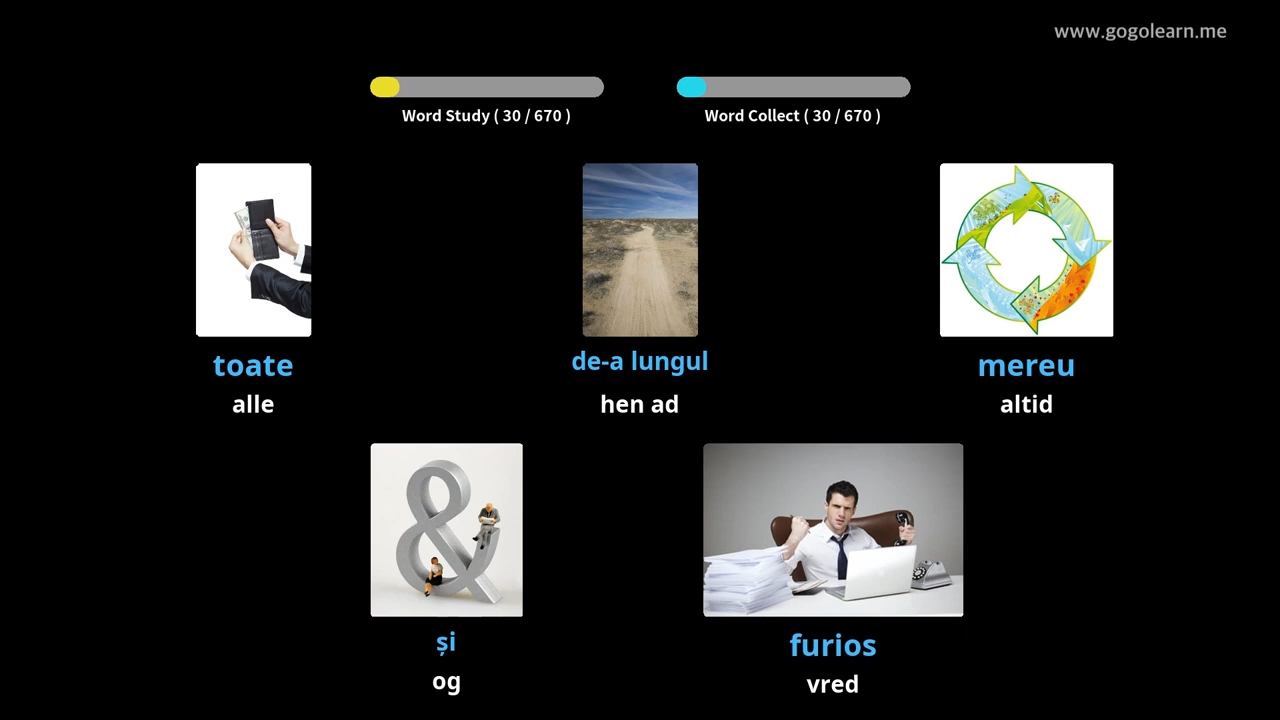 www.gogolearn.me
Word Study ( 30 / 670 )
Word Collect ( 30 / 670 )
toate
alle
de-a lungul
hen ad
mereu
altid
și
og
furios
vred